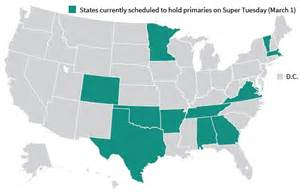 States currently scheduled to hold primaries on Super Tuesday (March 1)
D.C.